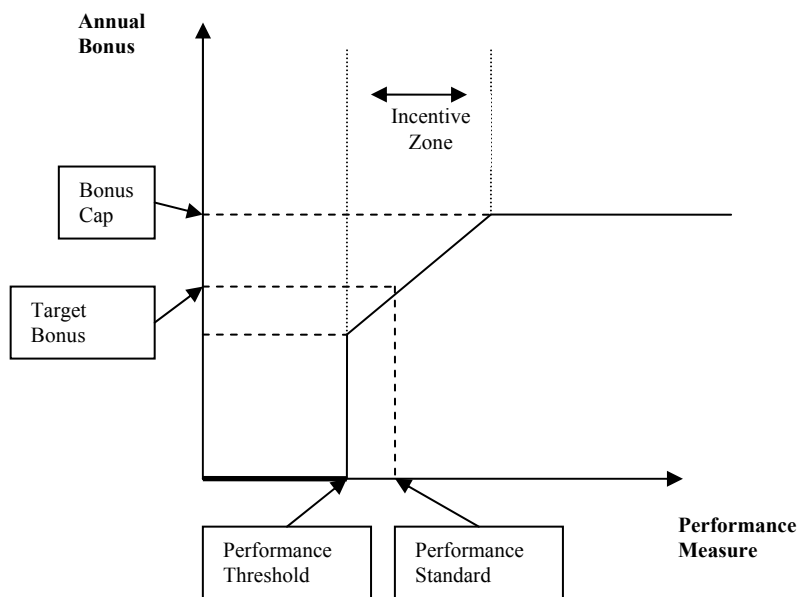 Annual
Bonus
Incentive
Zone
Bonus
Cap
Target
Bonus
Performance
Threshold
Performance
Standard
Performance
Measure